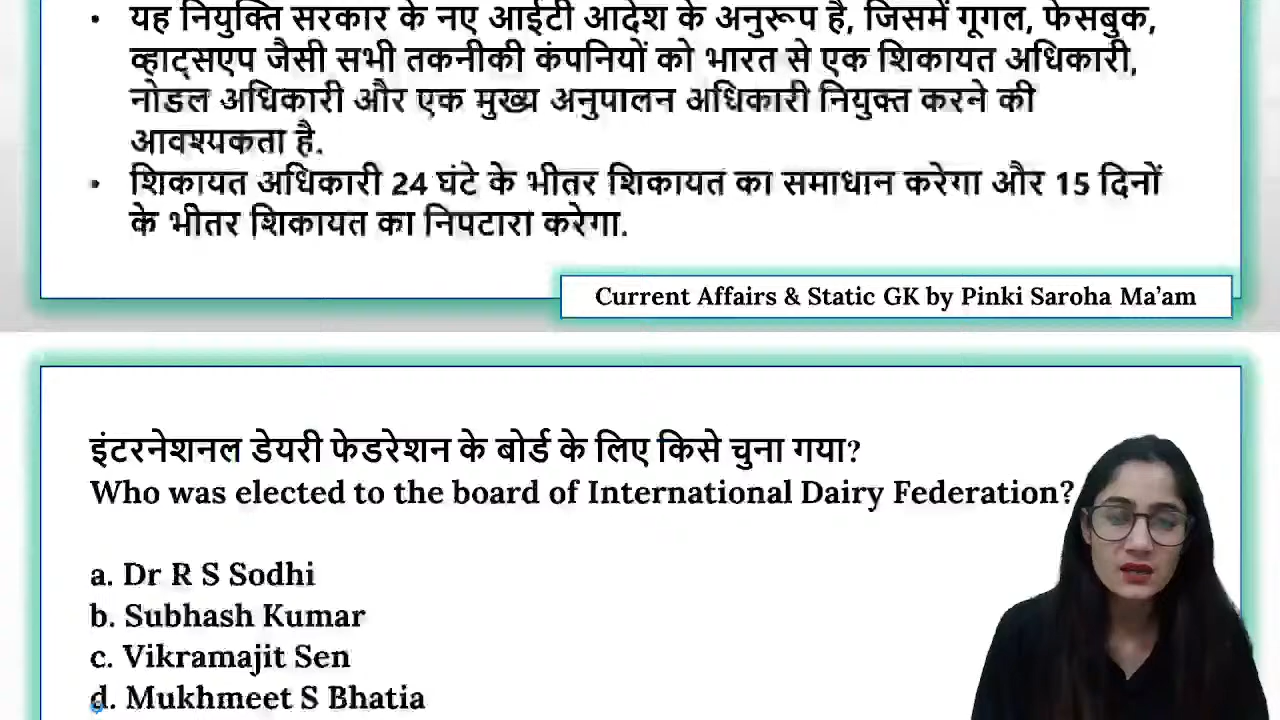 • यह नियुक्ति सरकार के नए आईटी आदेश के अनुरूप है, जिसमें गूगल, फेसबुक,
व्हाट्सएप जैसी सभी तकनीकी कंपनियों को भारत से एक शिकायत अधिकारी,
नोडल अधिकारी और एक मुख्य अनुपालन अधिकारी नियुक्त करने की
आवश्यकता है.
• शिकायत अधिकारी 24 घंटे के भीतर शिकायत का समाधान करेगा और 15 दिनों
के भीतर शिकायत का निपटारा करेगा.
Current Affairs & Static GK by Pinki Saroha Ma'am
इंटरनेशनल डेयरी फेडरेशन के बोर्ड के लिए किसे चुना गया?
Who was elected to the board of International Dairy Federation?
a. Dr R S Sodhi
b. Subhash Kumar
c. Vikramajit Sen
d. Mukhmeet S Bhatia